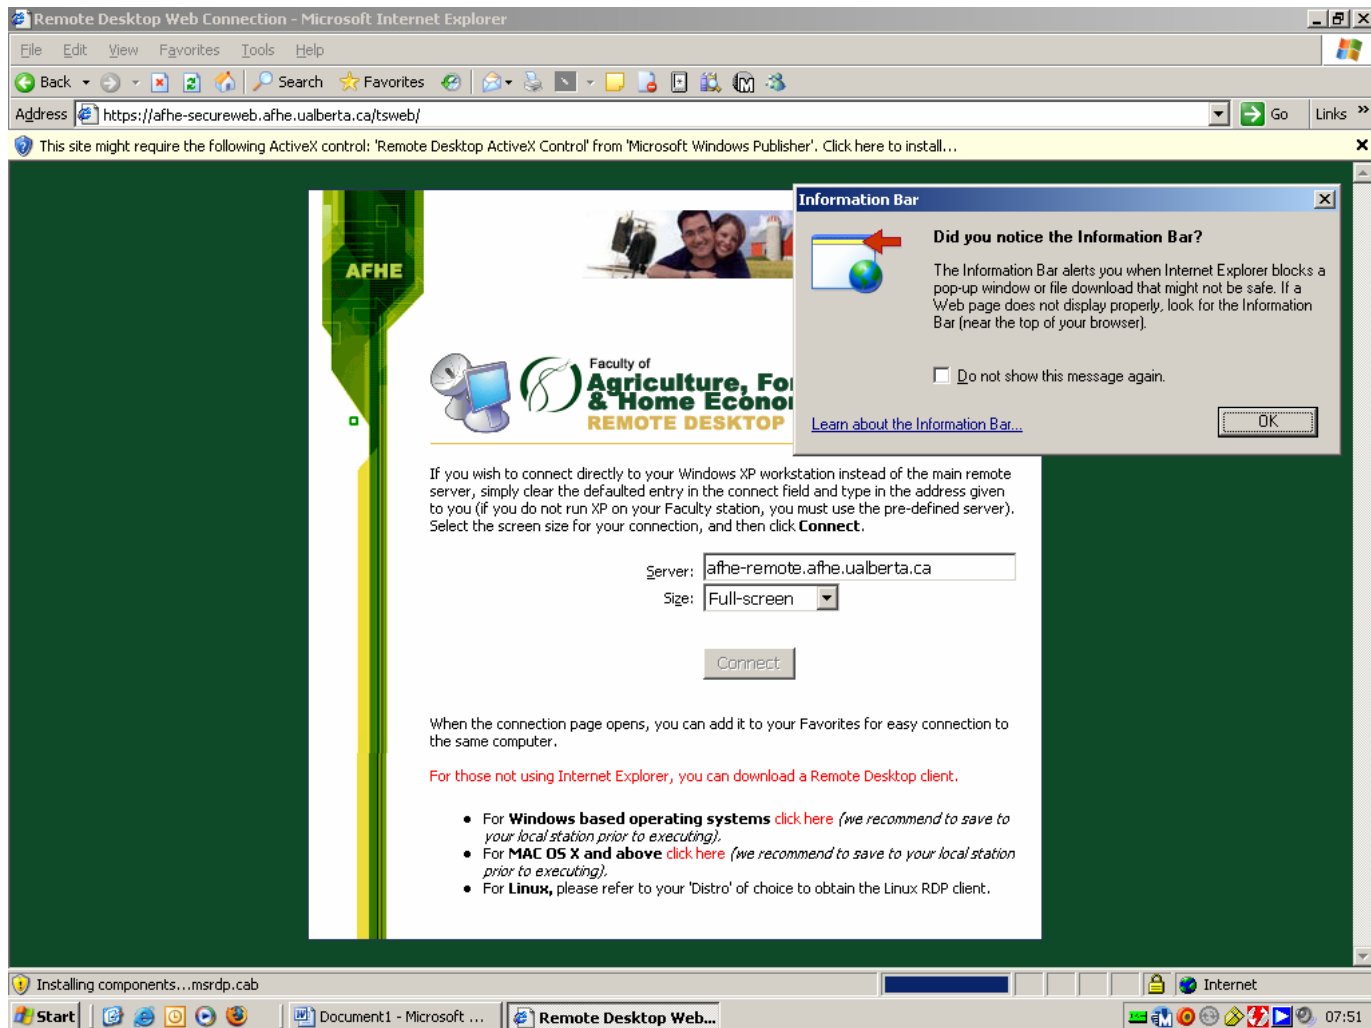 Remote Desktop Web Connection - Microsoft Internet Explorer
File Edit View Favorites Tools Help
Back Search Favorites
Address https://afhe-secureweb.afhe.ualberta.ca/tsweb/ Go Links »
This site might require the following ActiveX control: 'Remote Desktop ActiveX Control' from 'Microsoft Windows Publisher'. Click here to install...
Information Bar
Did you notice the Information Bar?
The Information Bar alerts you when Internet Explorer blocks a
pop-up window or file download that might not be safe. If a
Web page does not display properly, look for the Information
Bar (near the top of your browser).
Do not show this message again.
Learn about the Information Bar...
OK
AFHE
Faculty of
Agriculture, Fo
& Home Econo
REMOTE DESKTOP
If you wish to connect directly to your Windows XP workstation instead of the main remote
server, simply clear the defaulted entry in the connect field and type in the address given
to you (if you do not run XP on your Faculty station, you must use the pre-defined server).
Select the screen size for your connection, and then click Connect.
Server: afhe-remote.afhe.ualberta.ca
Size: Full-screen
Connect
When the connection page opens, you can add it to your Favorites for easy connection to
the same computer.
For those not using Internet Explorer, you can download a Remote Desktop client.
• For Windows based operating systems click here (we recommend to save to
your local station prior to executing).
• For MAC OS X and above click here (we recommend to save to your local station
prior to executing).
• For Linux, please refer to your 'Distro' of choice to obtain the Linux RDP client.
Installing components...msrdp.cab
Internet
Start Document1 - Microsoft ... Remote Desktop Web... 07:51